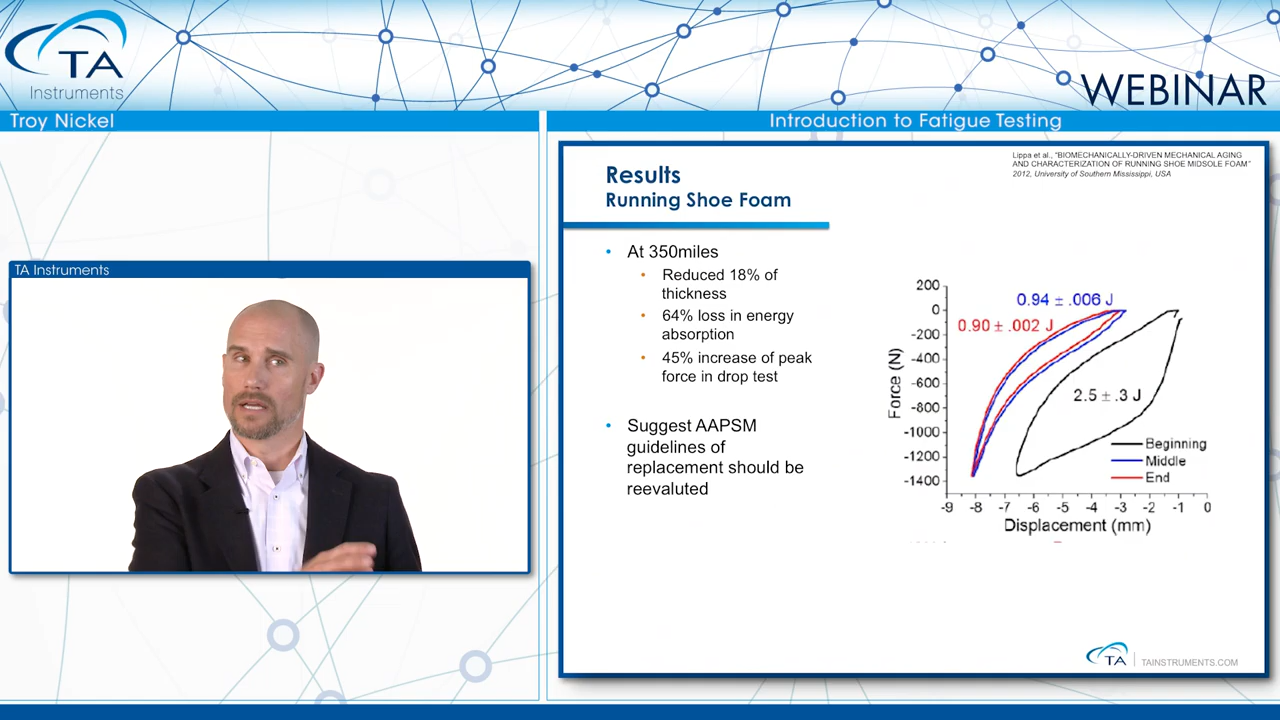 TA
Instruments
WEBINAR
Troy Nickel
Introduction to Fatigue Testing
TA Instruments
Lippa et al., "BIOMECHANICALLY-DRIVEN MECHANICAL AGING
AND CHARACTERIZATION OF RUNNING SHOE MIDSOLE FOAM"
2012, University of Southern Mississippi, USA
Results
Running Shoe Foam
• At 350miles
• Reduced 18% of
thickness
• 64% loss in energy
absorption
• 45% increase of peak
force in drop test
• Suggest AAPSM
guidelines of
replacement should be
reevaluted
200
0
-200
-400
-600
-800
-1000
-1200
-1400
Force (N)
0.94 ± .006 J
0.90 ± .002 J
2.5 ± .3 J
Beginning
Middle
End
-9 -8 -7 -6 -5 -4 -3 -2 -1 0
Displacement (mm)
TA
TAINSTRUMENTS.COM